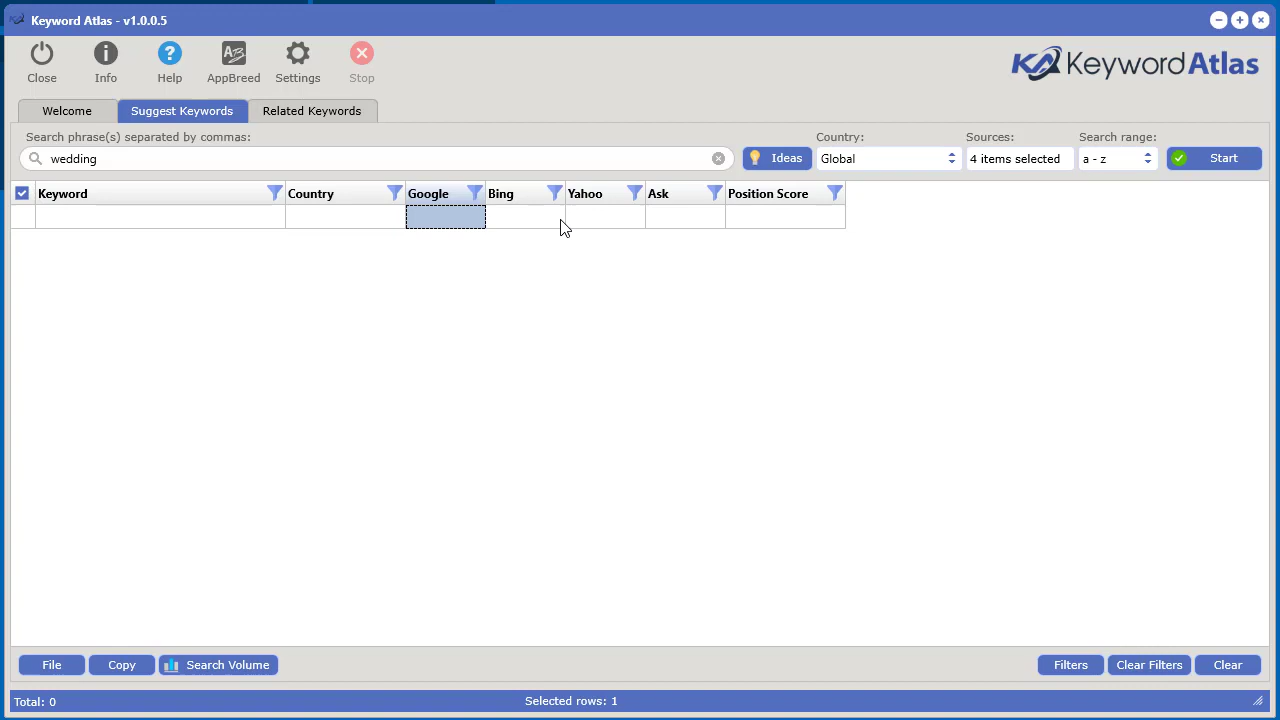 Keyword Atlas - v1.0.0.5
Close Info Help AppBreed Settings Stop
KA KeywordAtlas
Welcome Suggest Keywords Related Keywords
Search phrase(s) separated by commas: Country: Sources: Search range:
wedding Ideas Global 4 items selected a - z Start
Keyword Country Google Bing Yahoo Ask Position Score
File Copy Search Volume Filters Clear Filters Clear
Total: 0 Selected rows: 1